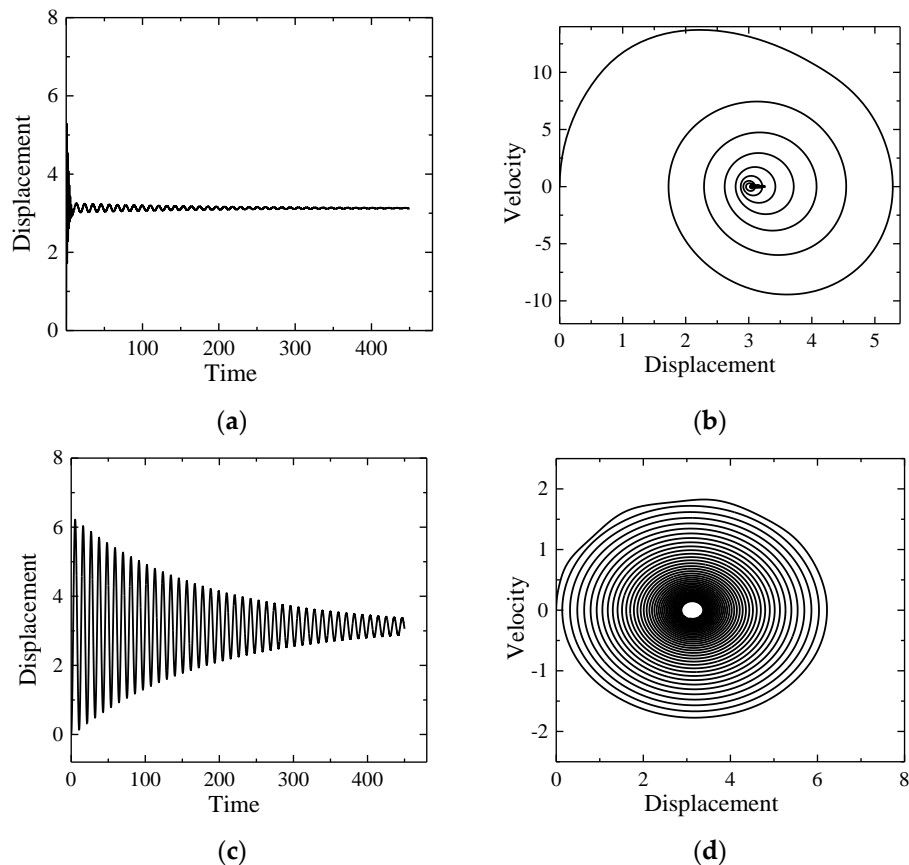 8
6
4
2
0
100 200 300 400
Displacement
Time
(a)
10
5
0
-5
-10
0 1 2 3 4 5
Velocity
Displacement
(b)
8
6
4
2
0
0 100 200 300 400
Displacement
Time
(c)
2
1
0
-1
-2
0 2 4 6 8
Velocity
Displacement
(d)